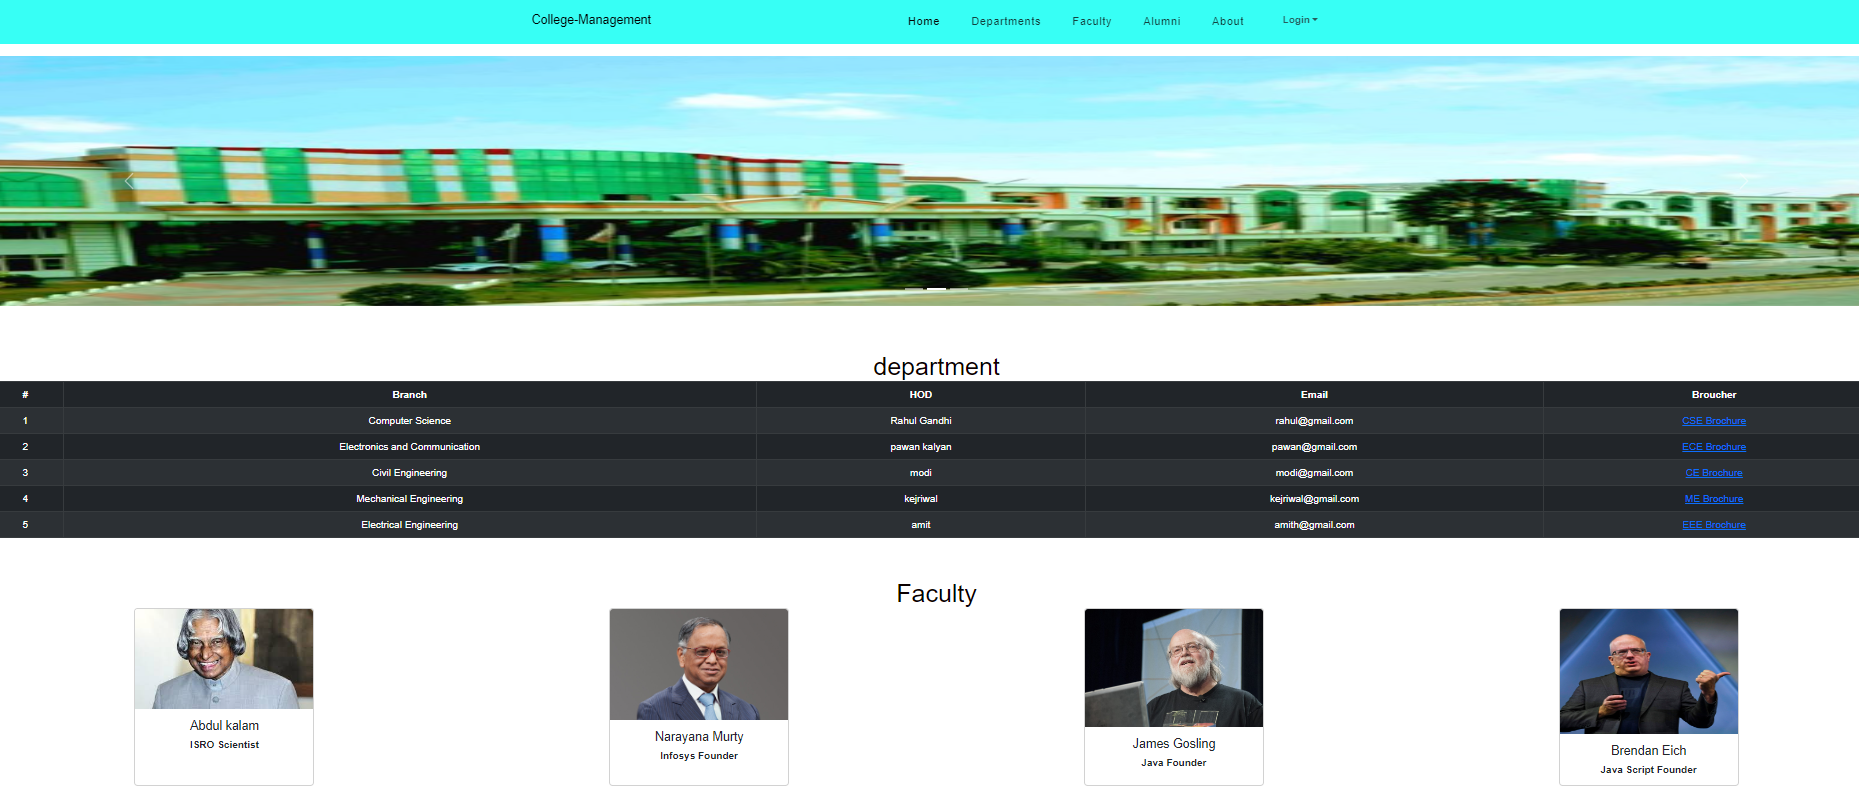 College-Management Home Departments Faculty Alumni About Login
department
# Branch HOD Email Broucher
1 Computer Science Rahul Gandhi rahul@gmail.com CSE Brochure
2 Electronics and Communication pawan kalyan pawan@gmail.com ECE Brochure
3 Civil Engineering modi modi@gmail.com CE Brochure
4 Mechanical Engineering kejriwal kejriwal@gmail.com ME Brochure
5 Electrical Engineering amit amith@gmail.com EEE Brochure
Faculty
Abdul kalam
ISRO Scientist
Narayana Murty
Infosys Founder
James Gosling
Java Founder
Brendan Eich
Java Script Founder